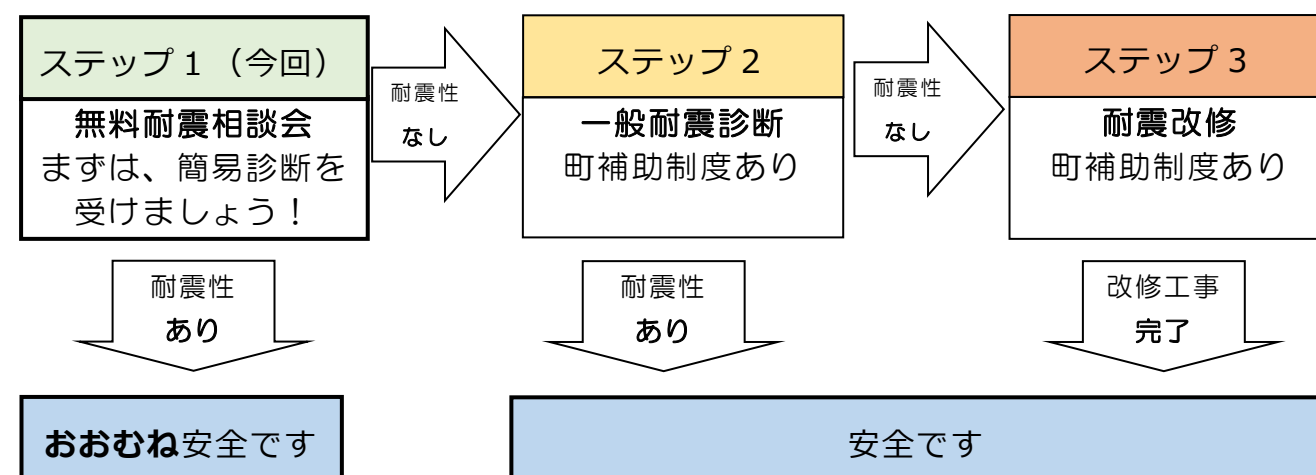 ステップ１（今回）
無料耐震相談会
まずは、簡易診断を
受けましょう！
耐震性
なし
ステップ２
一般耐震診断
町補助制度あり
耐震性
なし
ステップ３
耐震改修
町補助制度あり
耐震性
あり
耐震性
あり
改修工事
完了
おおむね安全です
安全です